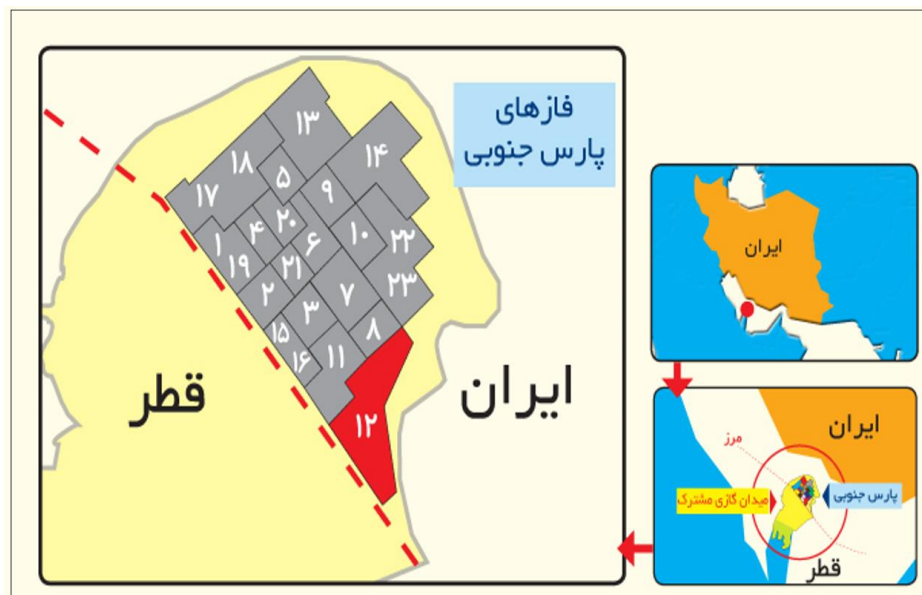 فازهای
پارس جنوبی
۱۳
۱۴
۱۸
۵
۹
۱۷
۴
۲۰
۶
۱۰
۲۲
۱
۱۹
۲۱
۷
۲۳
۲
۳
۸
۱۵
۱۶
۱۱
۱۲
قطر
ایران
ایران
ایران
مرز
پارس جنوبی
میدان گازی مشترک
قطر